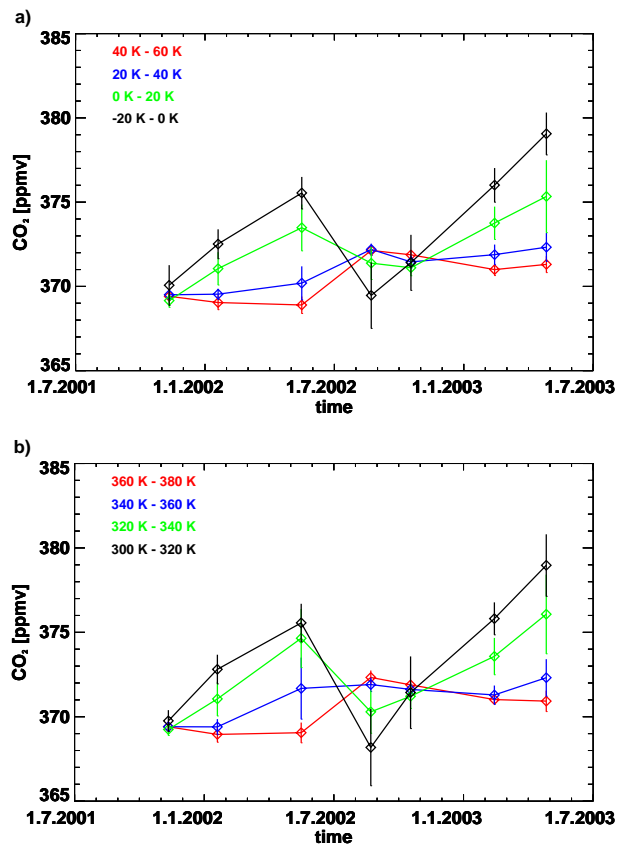 a)
385
40 K - 60 K
20 K - 40 K
0 K - 20 K
-20 K - 0 K
380
375
CO₂ [ppmv]
370
365
1.7.2001 1.1.2002 1.7.2002 1.1.2003 1.7.2003
time
b)
385
360 K - 380 K
340 K - 360 K
320 K - 340 K
300 K - 320 K
380
375
CO₂ [ppmv]
370
365
1.7.2001 1.1.2002 1.7.2002 1.1.2003 1.7.2003
time